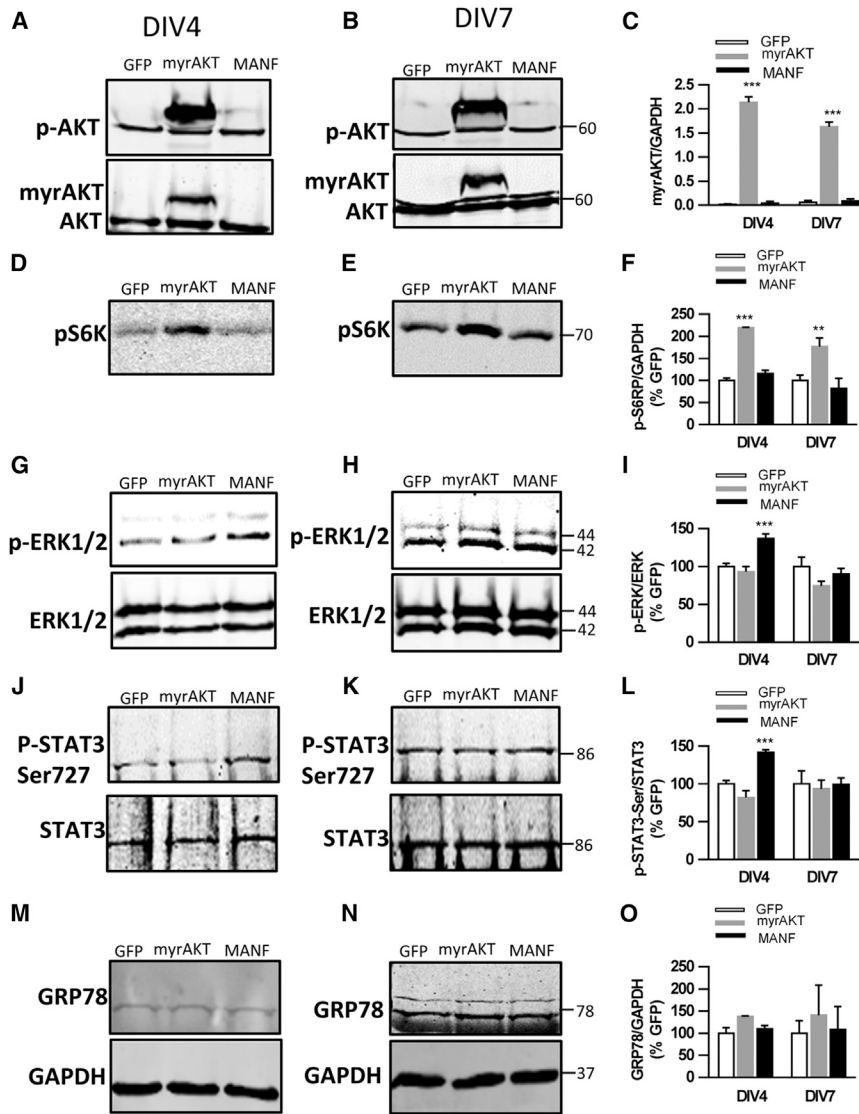 A
DIV4
GFP myrAKT MANF
p-AKT
myrAKT
AKT
B
DIV7
GFP myrAKT MANF
p-AKT
60
myrAKT
60
AKT
C
GFP
myrAKT
MANF
myrAKT/GAPDH
2.5
2.0
1.5
1.0
0.5
0.0
*** ***
DIV4 DIV7
D
GFP myrAKT MANF
pS6K
E
GFP myrAKT MANF
pS6K
70
F
GFP
myrAKT
MANF
p-S6RP/GAPDH
(% GFP)
250
200
150
100
50
0
*** **
DIV4 DIV7
G
GFP myrAKT MANF
p-ERK1/2
ERK1/2
H
GFP myrAKT MANF
p-ERK1/2
44
42
ERK1/2
44
42
I
GFP
myrAKT
MANF
p-ERK/ERK
(% GFP)
150
100
50
0
***
DIV4 DIV7
J
GFP myrAKT MANF
P-STAT3
Ser727
STAT3
K
GFP myrAKT MANF
P-STAT3
Ser727
86
STAT3
86
L
GFP
myrAKT
MANF
p-STAT3-Ser/STAT3
(% GFP)
150
100
50
0
***
DIV4 DIV7
M
GFP myrAKT MANF
GRP78
GAPDH
N
GFP myrAKT MANF
GRP78
78
GAPDH
37
O
GFP
myrAKT
MANF
GRP78/GAPDH
(% GFP)
250
200
150
100
50
0
DIV4 DIV7